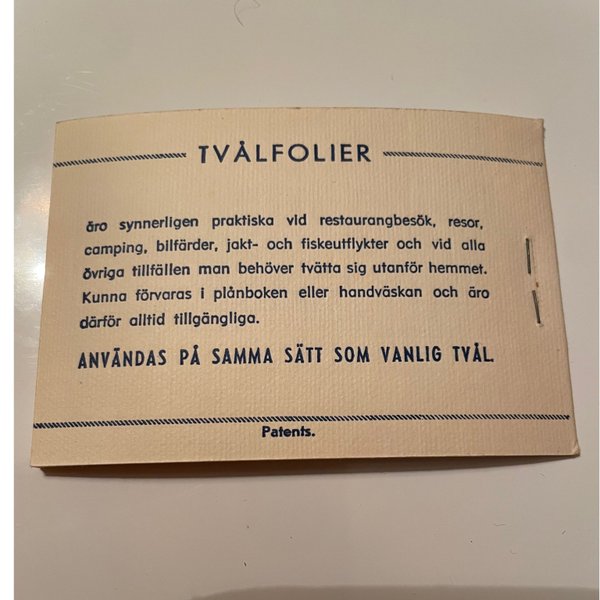 TVÅLFOLIER
äro synnerligen praktiska vid restaurangbesök, resor,
camping, bilfärder, jakt- och fiskeutflykter och vid alla
övriga tillfällen man behöver tvätta sig utanför hemmet.
Kunna förvaras i plånboken eller handväskan och äro
därför alltid tillgängliga.
ANVÄNDAS PÅ SAMMA SÄTT SOM VANLIG TVÅL.
Patents.